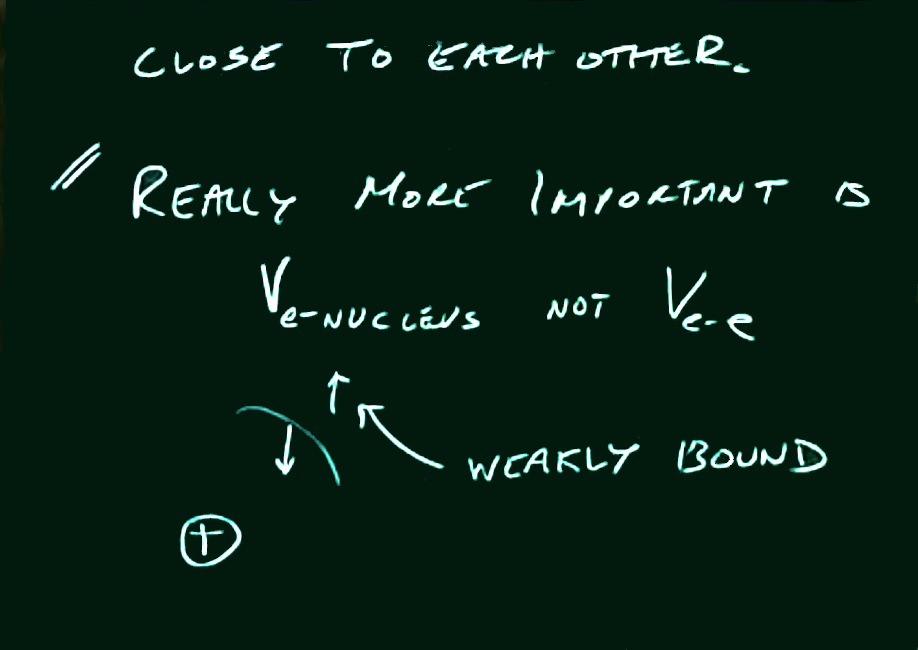 CLOSE TO EACH OTHER.
// REALLY MORE IMPORTANT IS
Ve-NUCLEUS NOT Ve-e
↑
↓ WEAKLY BOUND
+